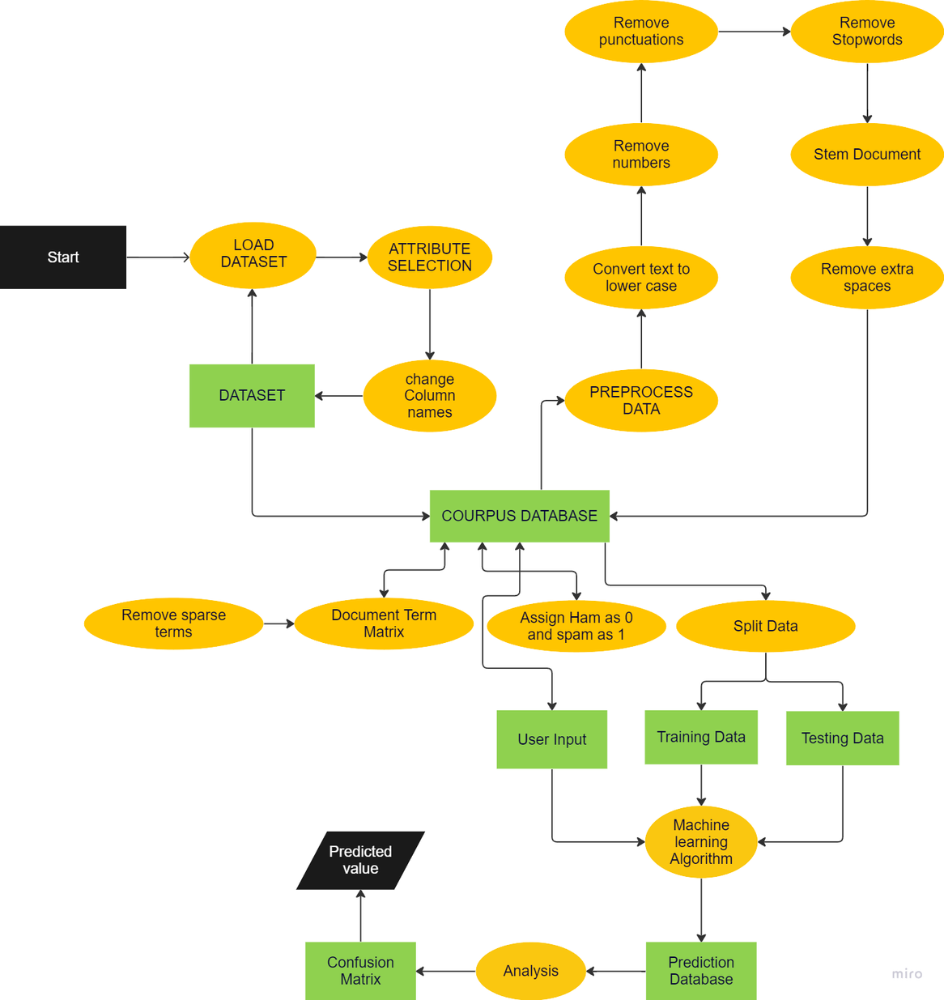 Remove
punctuations
Remove
Stopwords
Remove
numbers
Stem Document
Start
LOAD
DATASET
ATTRIBUTE
SELECTION
Convert text to
lower case
Remove extra
spaces
DATASET
change
Column
names
PREPROCESS
DATA
COURPUS DATABASE
Remove sparse
terms
Document Term
Matrix
Assign Ham as 0
and spam as 1
Split Data
User Input
Training Data
Testing Data
Machine
learning
Algorithm
Predicted
value
Confusion
Matrix
Analysis
Prediction
Database
miro